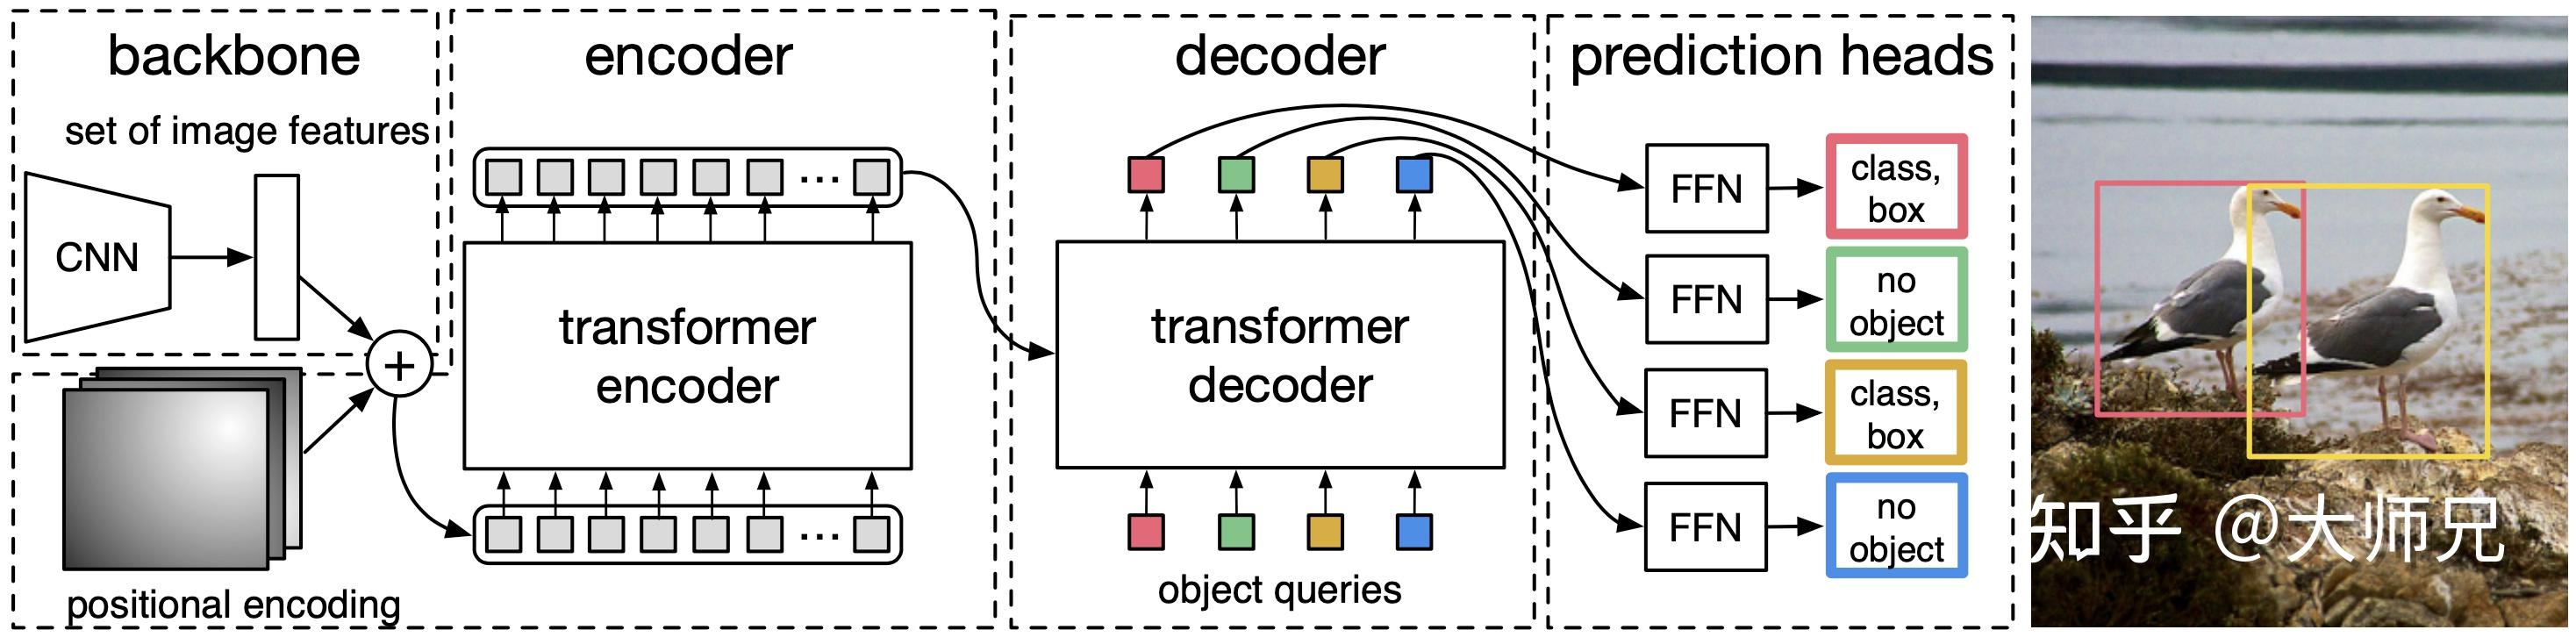 backbone
set of image features
CNN
+
positional encoding
encoder
...
transformer
encoder
...
decoder
transformer
decoder
object queries
prediction heads
FFN
class,
box
FFN
no
object
FFN
class,
box
FFN
no
object
知乎 @大师兄